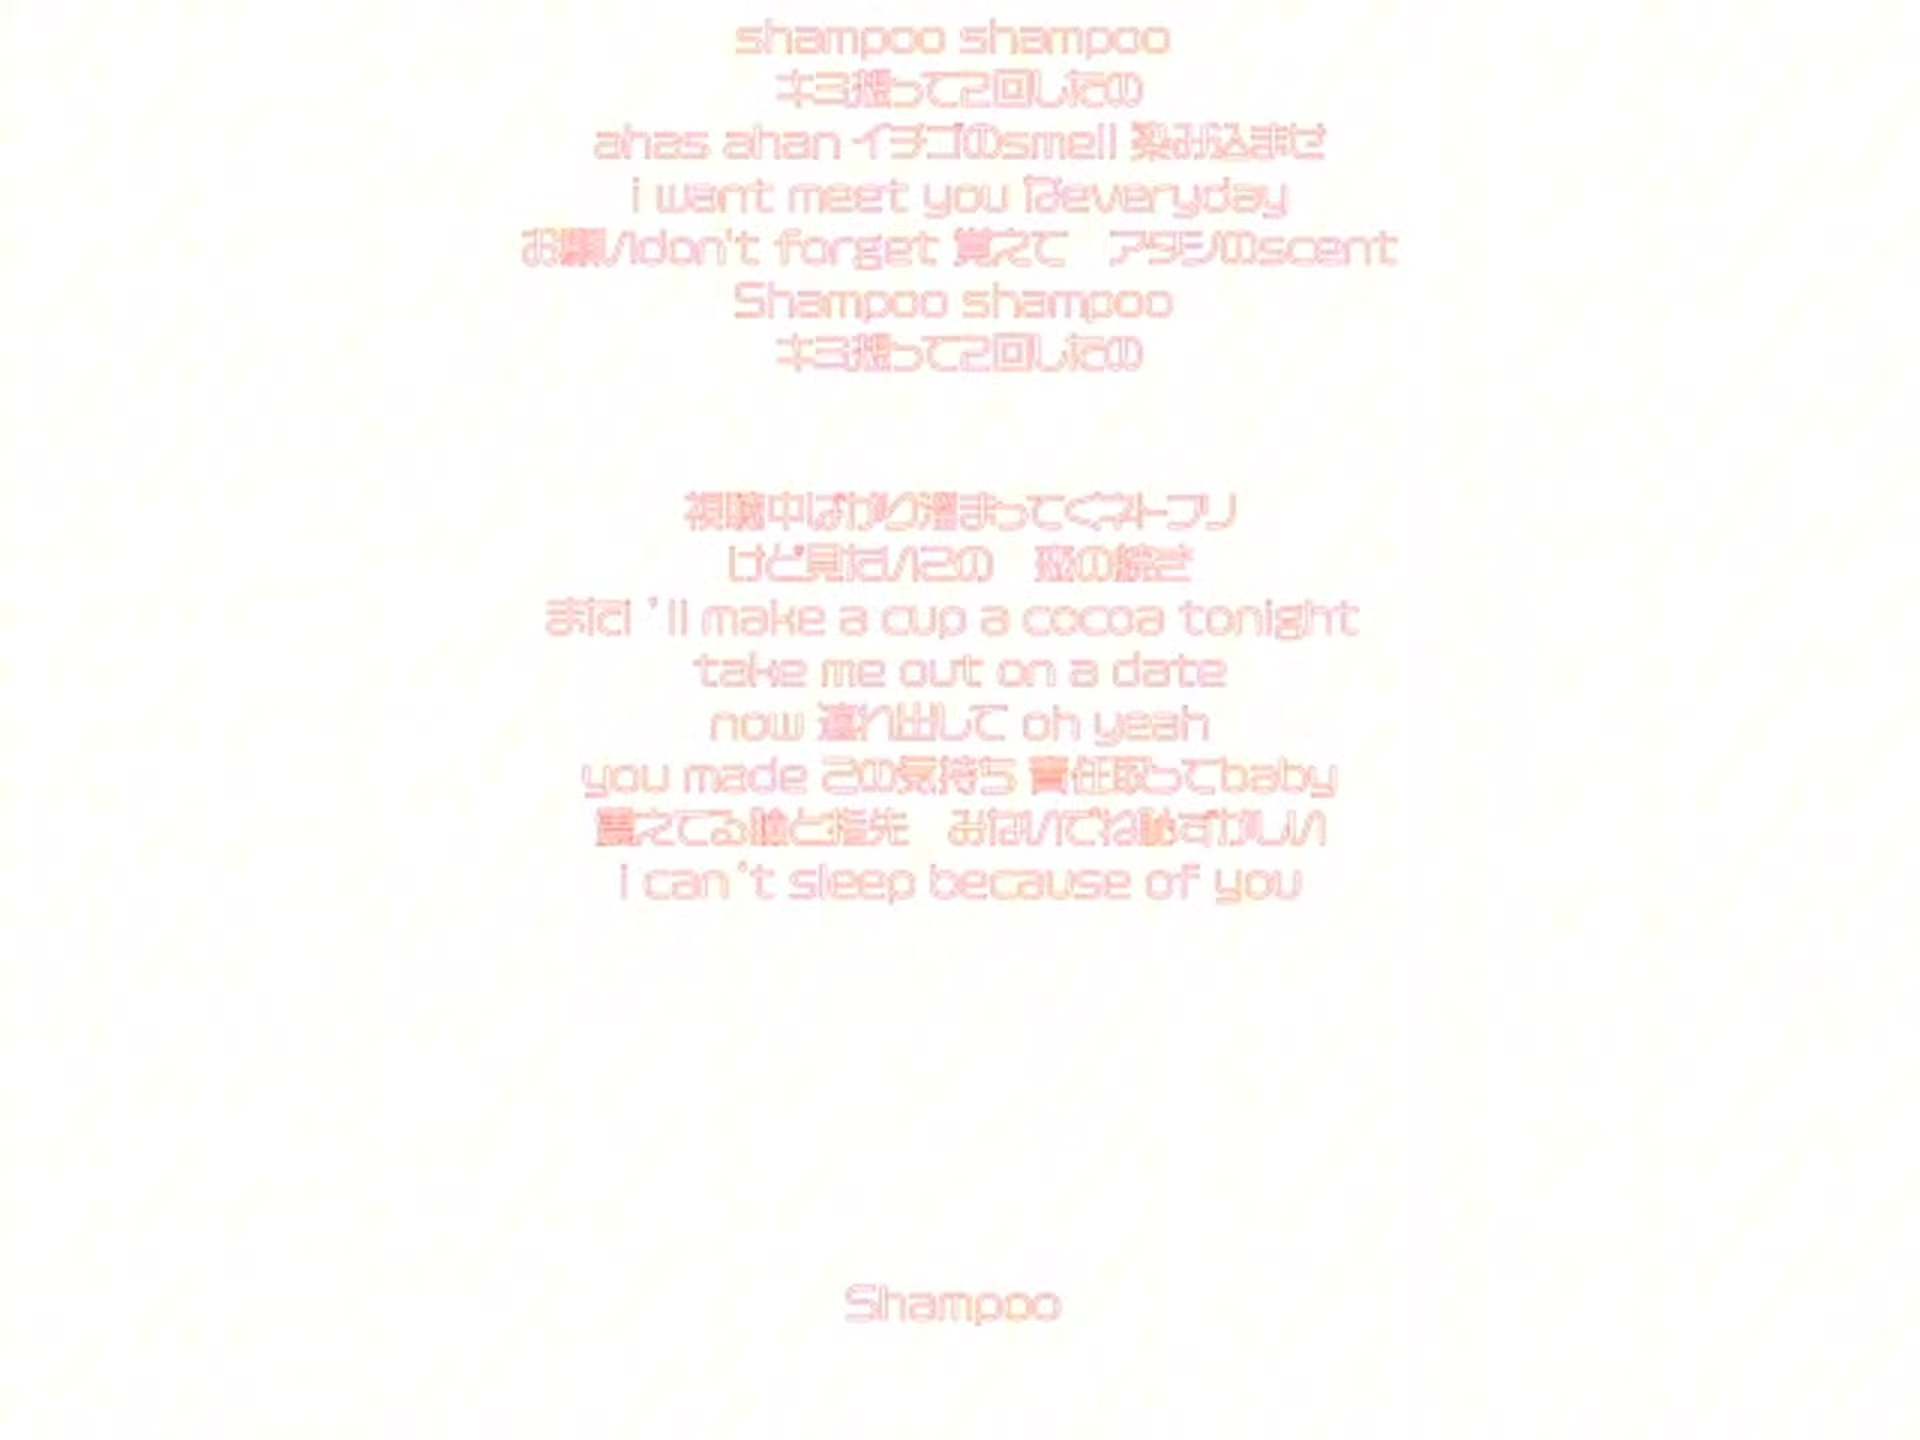 shampoo shampoo
キミ想って2回したの
ahas ahan イチゴのsmell 染み込ませ
i want meet you なeveryday
お願いdon't forget 覚えて　アタシのscent
Shampoo shampoo
キミ想って2回したの
視聴中ばかり溜まってくネトフリ
けど見ないこの　恋の続き
まだi 'll make a cup a cocoa tonight
take me out on a date
now 連れ出して oh yeah
you made この気持ち 責任取ってbaby
震えてる瞼と指先　みないでね恥ずかしい
i can't sleep because of you
Shampoo